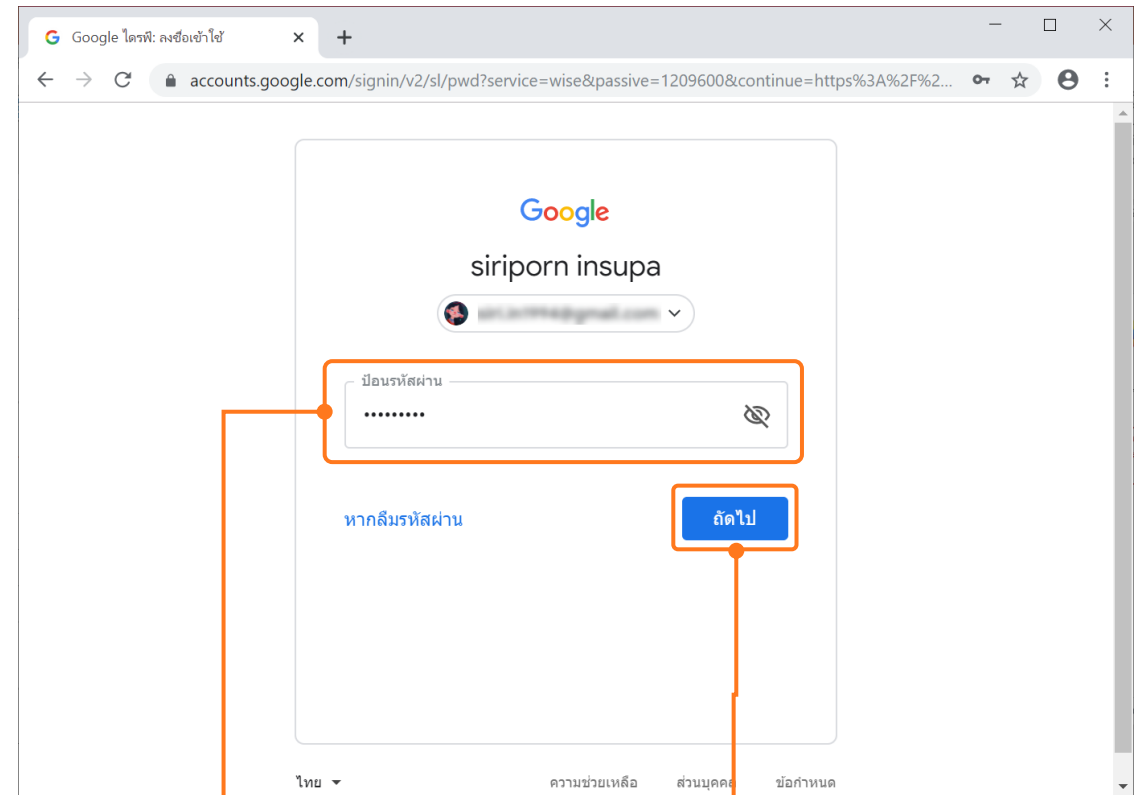 Google ไดรฟ์: ลงชื่อเข้าใช้
accounts.google.com/signin/v2/sl/pwd?service=wise&passive=1209600&continue=https%3A%2F%2...
Google
siriporn insupa
ป้อนรหัสผ่าน
•••••••••
หากลืมรหัสผ่าน
ถัดไป
ไทย
ความช่วยเหลือ ส่วนบุคคล ข้อกำหนด